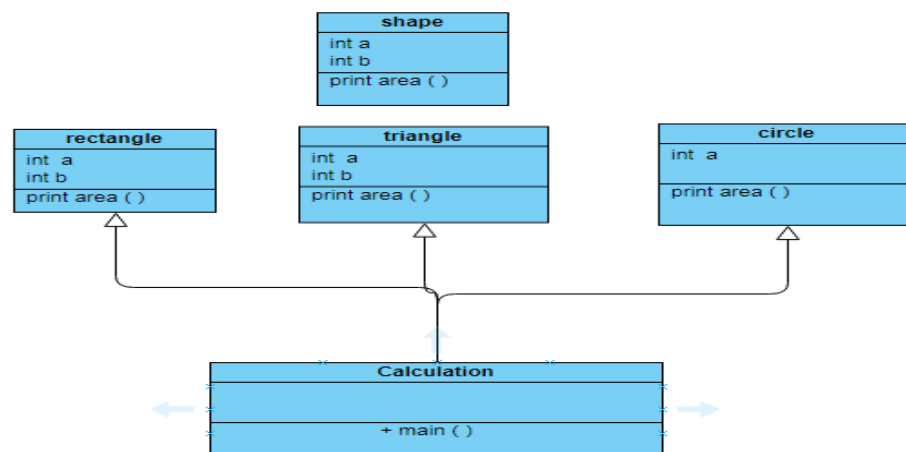 shape
int a
int b
print area ( )
rectangle
int a
int b
print area ( )
triangle
int a
int b
print area ( )
circle
int a
print area ( )
Calculation
+ main ( )